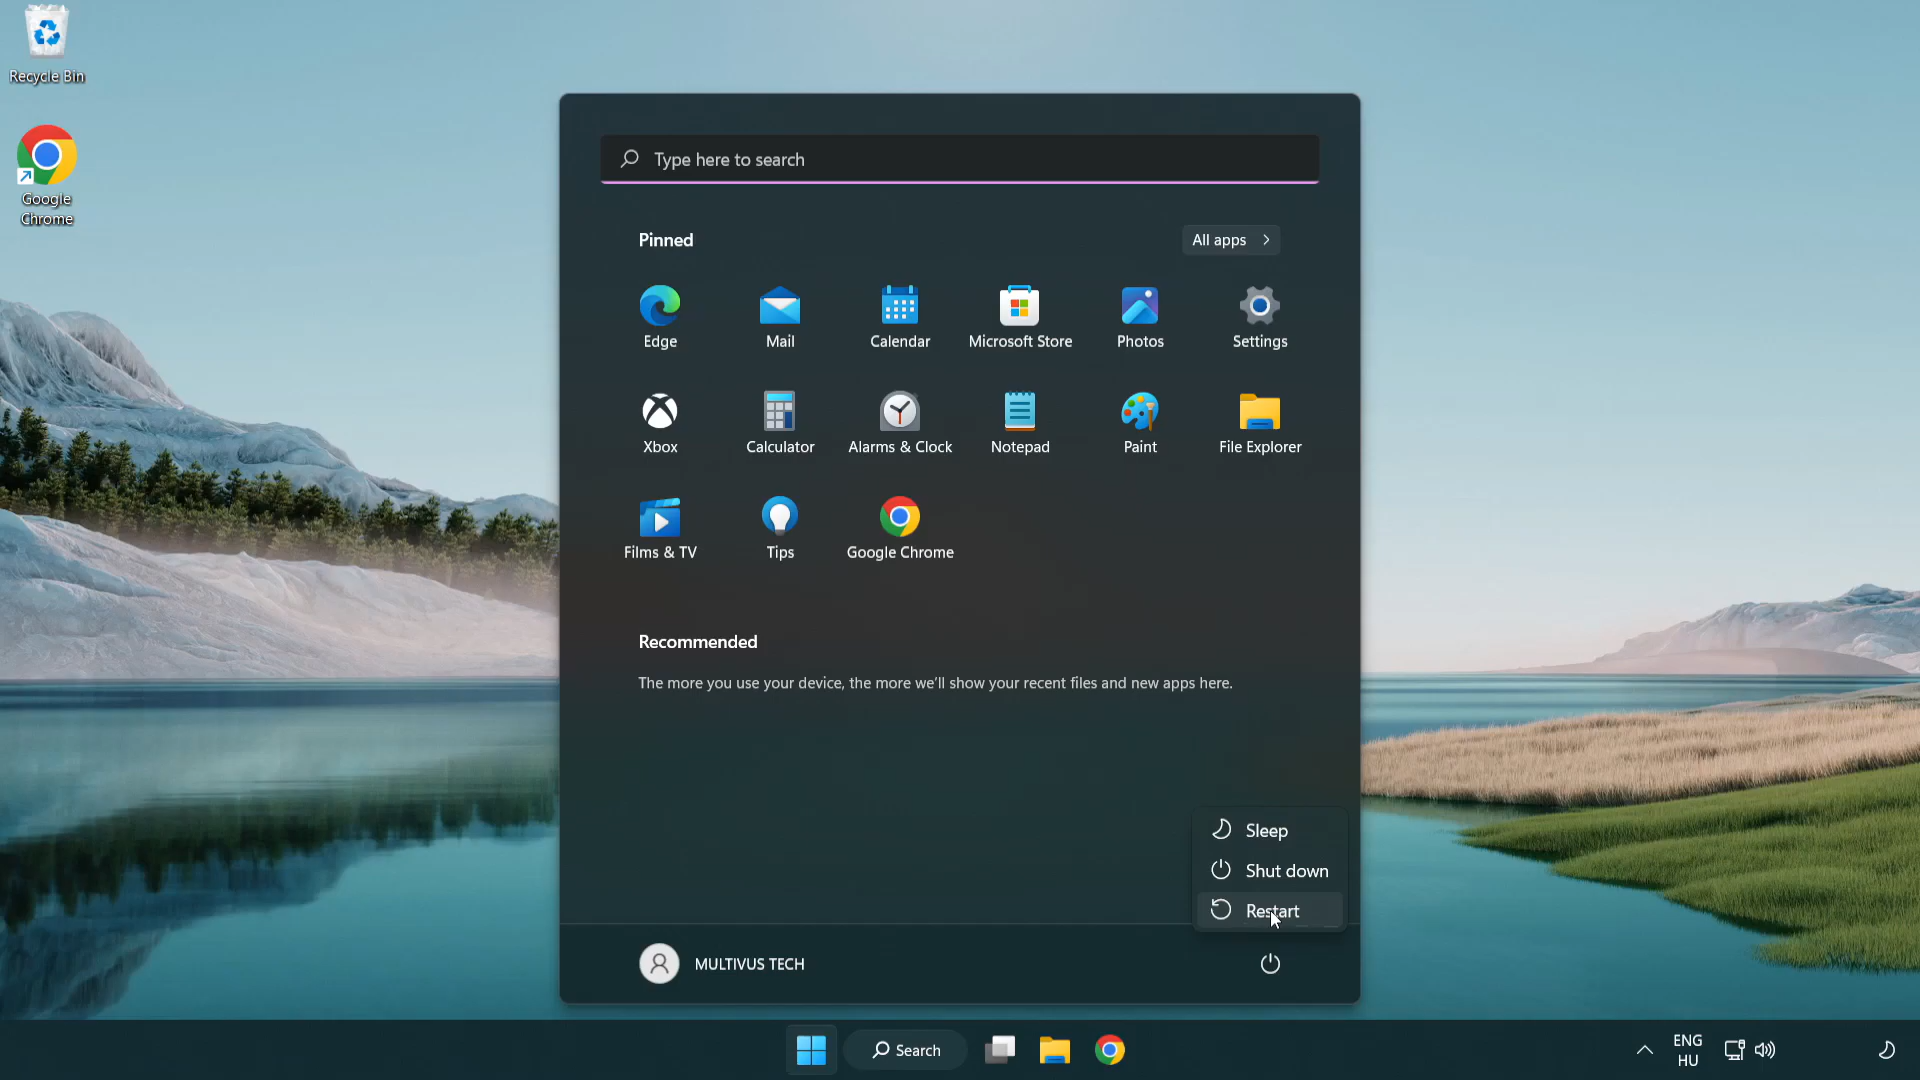 Recycle Bin
Google
Chrome
Type here to search
Pinned
All apps
Edge
Mail
Calendar
Microsoft Store
Photos
Settings
Xbox
Calculator
Alarms & Clock
Notepad
Paint
File Explorer
Films & TV
Tips
Google Chrome
Recommended
The more you use your device, the more we'll show your recent files and new apps here.
Sleep
Shut down
Restart
MULTIVUS TECH
Search
ENG
HU